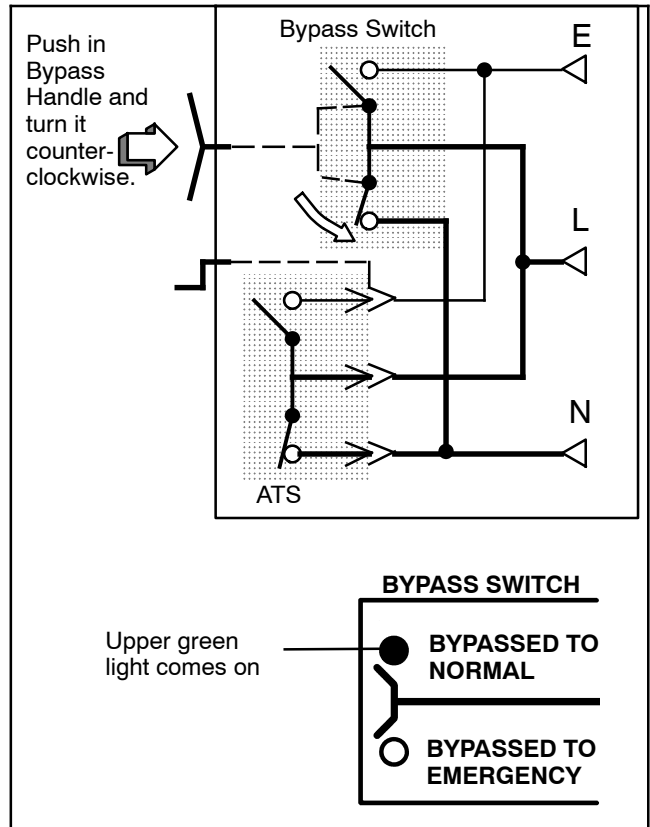 Push in
Bypass
Handle and
turn it
counter-
clockwise.
Bypass Switch
E
L
N
ATS
BYPASS SWITCH
Upper green
light comes on
BYPASSED TO
NORMAL
BYPASSED TO
EMERGENCY